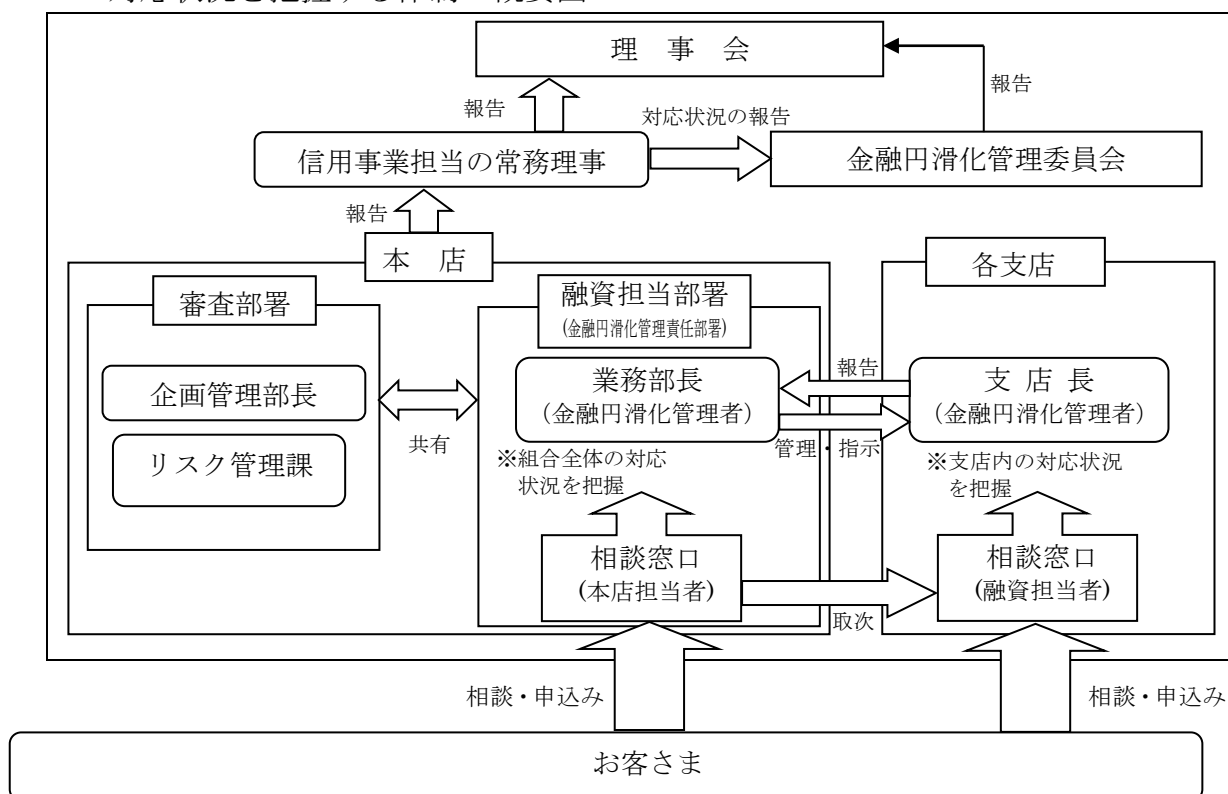 理 事 会
報告
報告
対応状況の報告
信用事業担当の常務理事
金融円滑化管理委員会
報告
本 店
各支店
審査部署
融資担当部署
(金融円滑化管理責任部署)
企画管理部長
リスク管理課
共有
業務部長
(金融円滑化管理者)
報告
管理・指示
支 店 長
(金融円滑化管理者)
※組合全体の対応
状況を把握
※支店内の対応状況
を把握
相談窓口
(本店担当者)
取次
相談窓口
(融資担当者)
相談・申込み
相談・申込み
お客さま